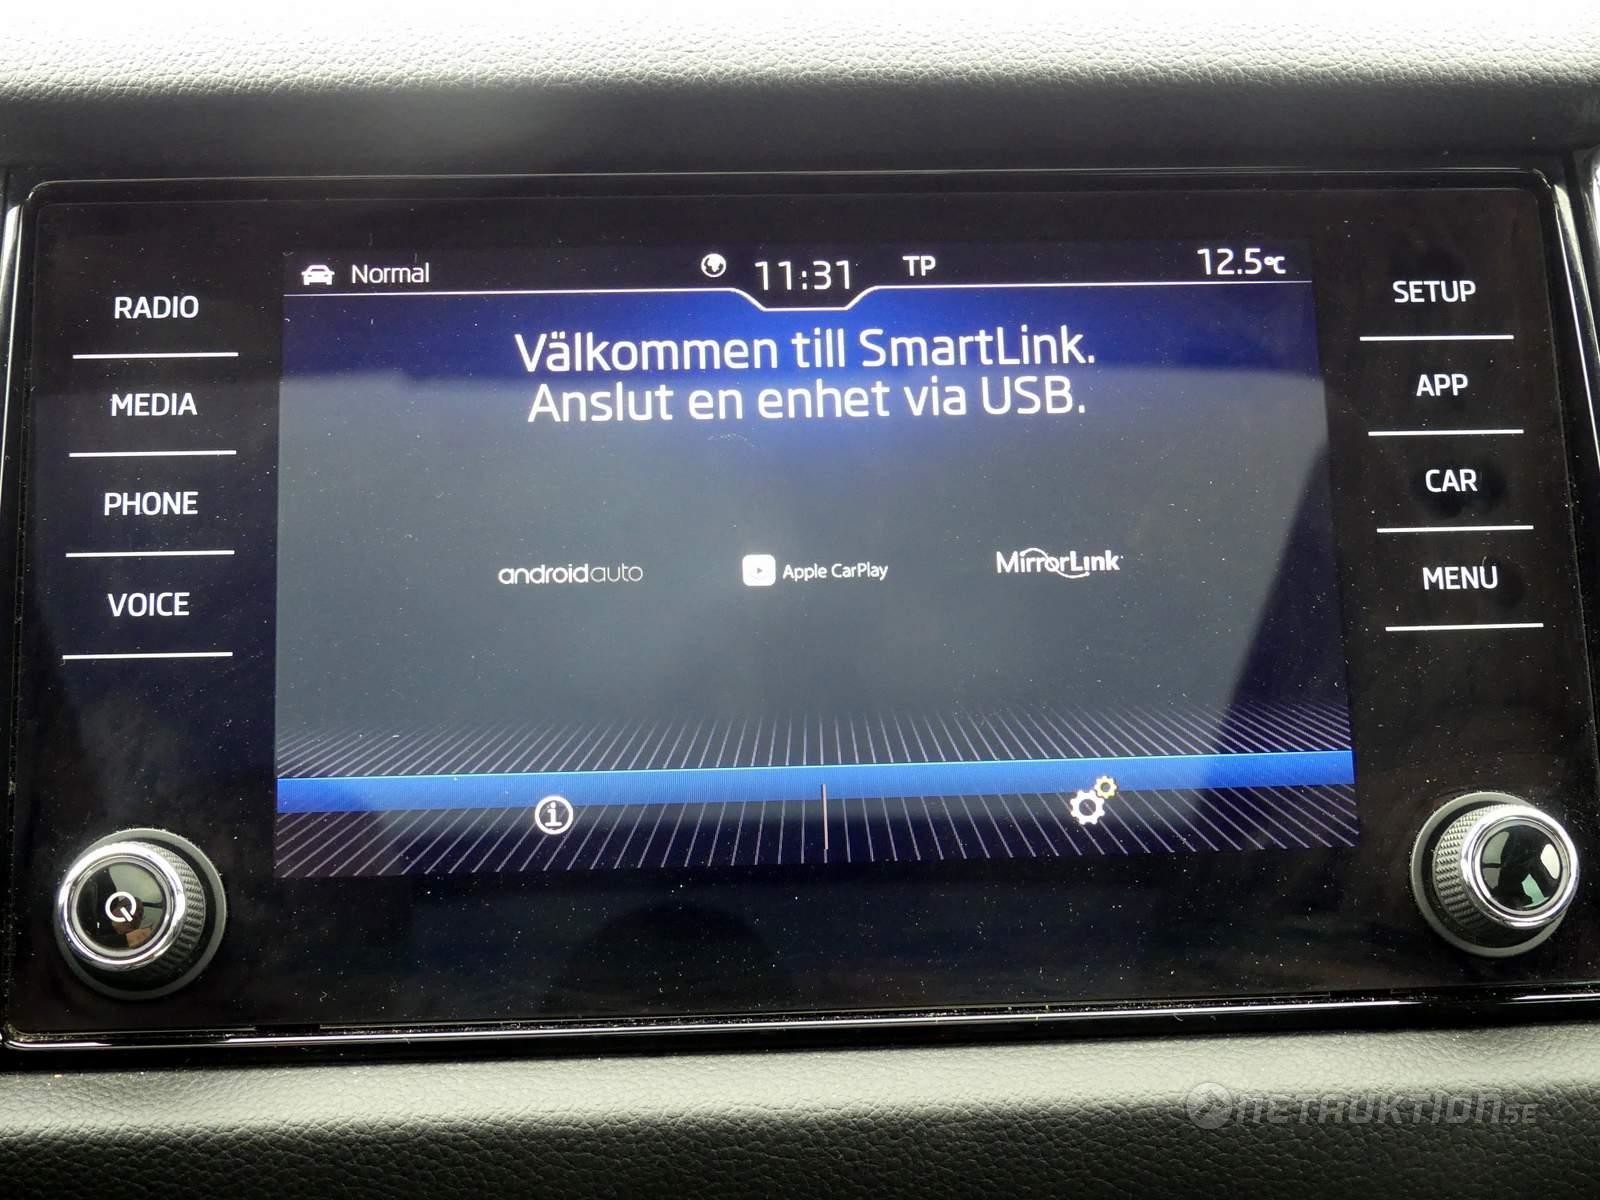 Normal 11:31 TP 12.5°C
Välkommen till SmartLink.
Anslut en enhet via USB.
androidauto Apple CarPlay MirrorLink
RADIO
MEDIA
PHONE
VOICE
SETUP
APP
CAR
MENU
NETRUKTION.SE